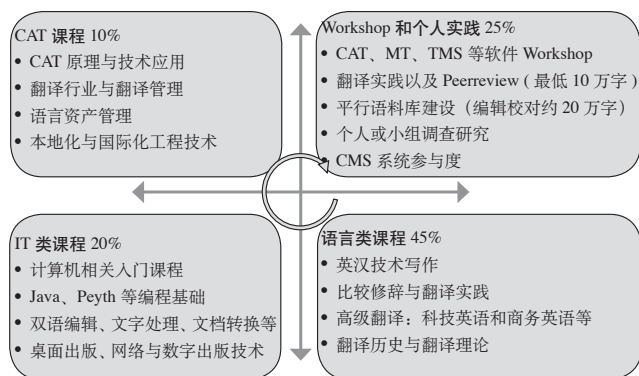 CAT 课程 10%
• CAT 原理与技术应用
• 翻译行业与翻译管理
• 语言资产管理
• 本地化与国际化工程技术
Workshop 和个人实践 25%
• CAT、MT、TMS 等软件 Workshop
• 翻译实践以及 Peerreview ( 最低 10 万字 )
• 平行语料库建设（编辑校对约 20 万字）
• 个人或小组调查研究
• CMS 系统参与度
IT 类课程 20%
• 计算机相关入门课程
• Java、Peyth 等编程基础
• 双语编辑、文字处理、文档转换等
• 桌面出版、网络与数字出版技术
语言类课程 45%
• 英汉技术写作
• 比较修辞与翻译实践
• 高级翻译：科技英语和商务英语等
• 翻译历史与翻译理论